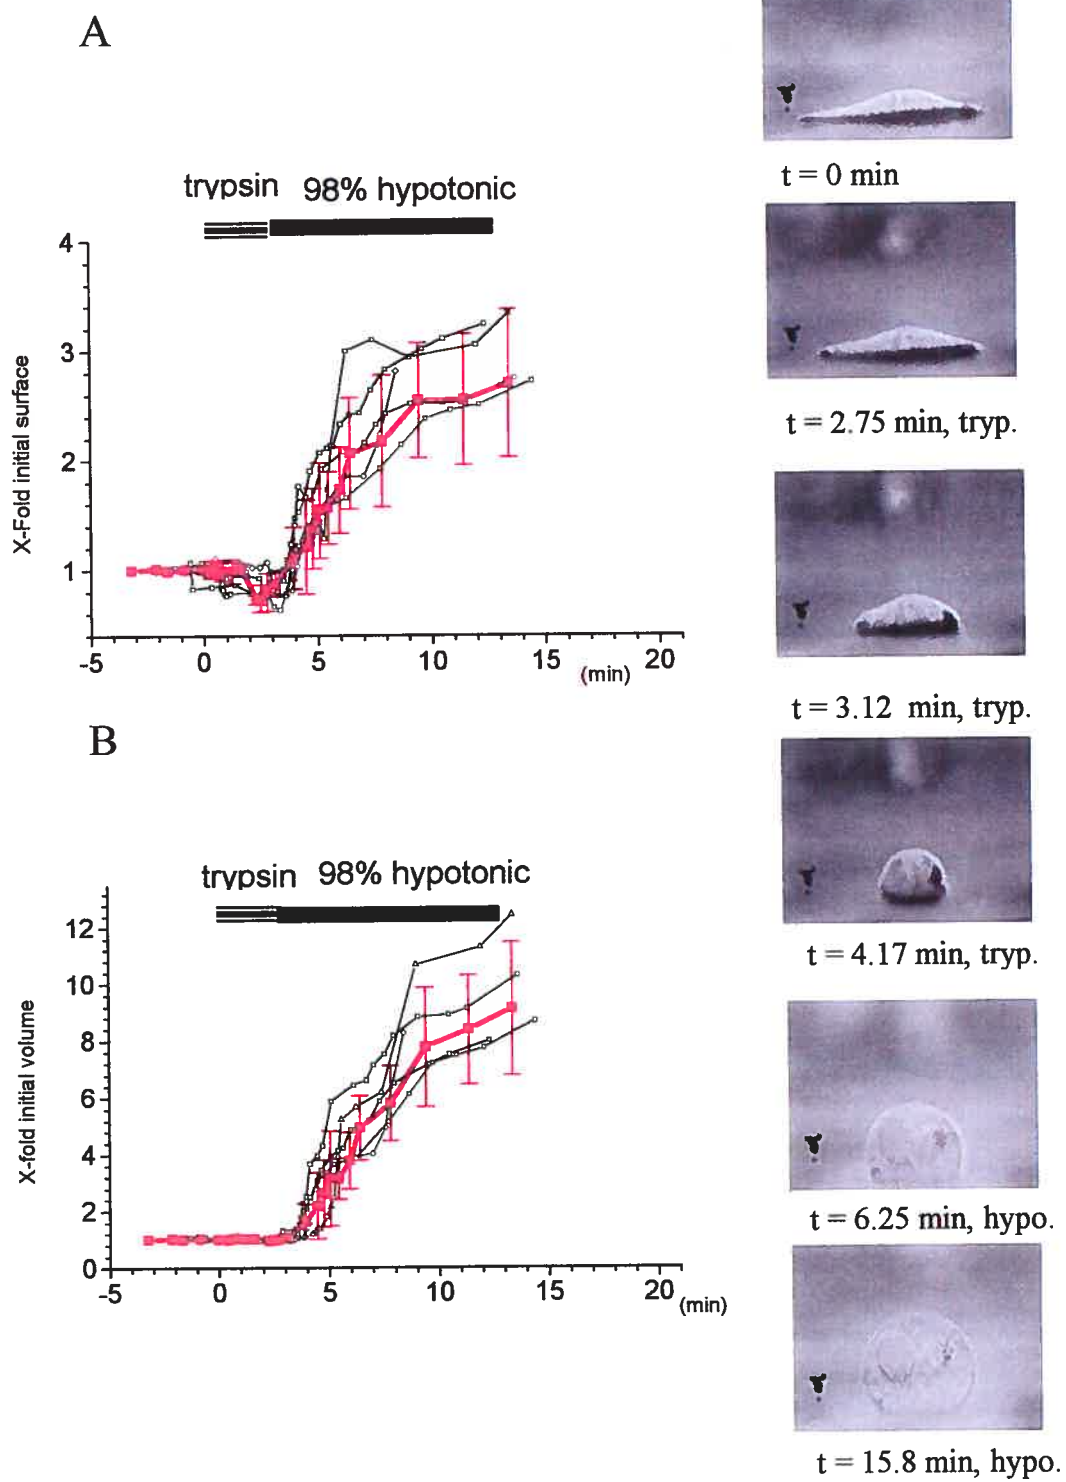 A
trypsin 98% hypotonic
4
3
2
1
X-Fold initial surface
-5 0 5 10 15 20
(min)
B
trypsin 98% hypotonic
12
10
8
6
4
2
0
X-fold initial volume
-5 0 5 10 15 20
(min)
t = 0 min
t = 2.75 min, tryp.
t = 3.12 min, tryp.
t = 4.17 min, tryp.
t = 6.25 min, hypo.
t = 15.8 min, hypo.